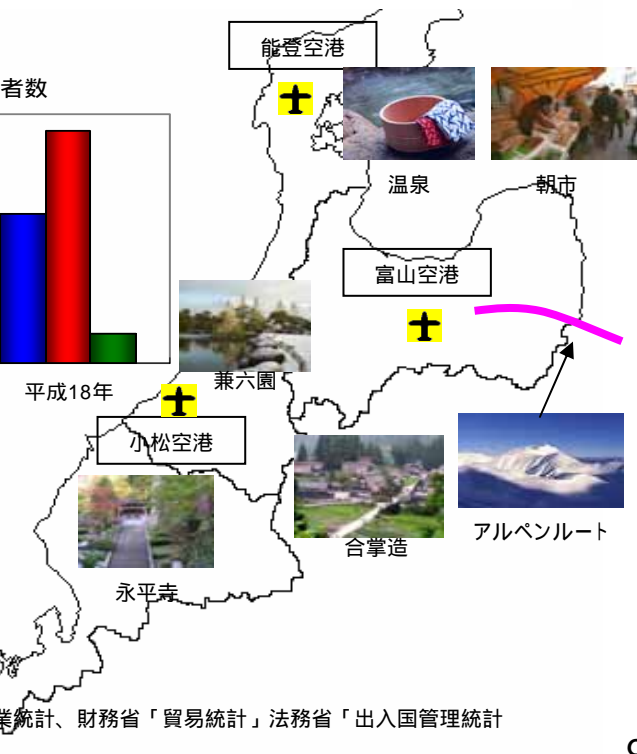 能登空港
者数
温泉
朝市
富山空港
兼六園
平成18年
小松空港
合掌造
アルペンルート
永平寺
業統計、財務省「貿易統計」法務省「出入国管理統計